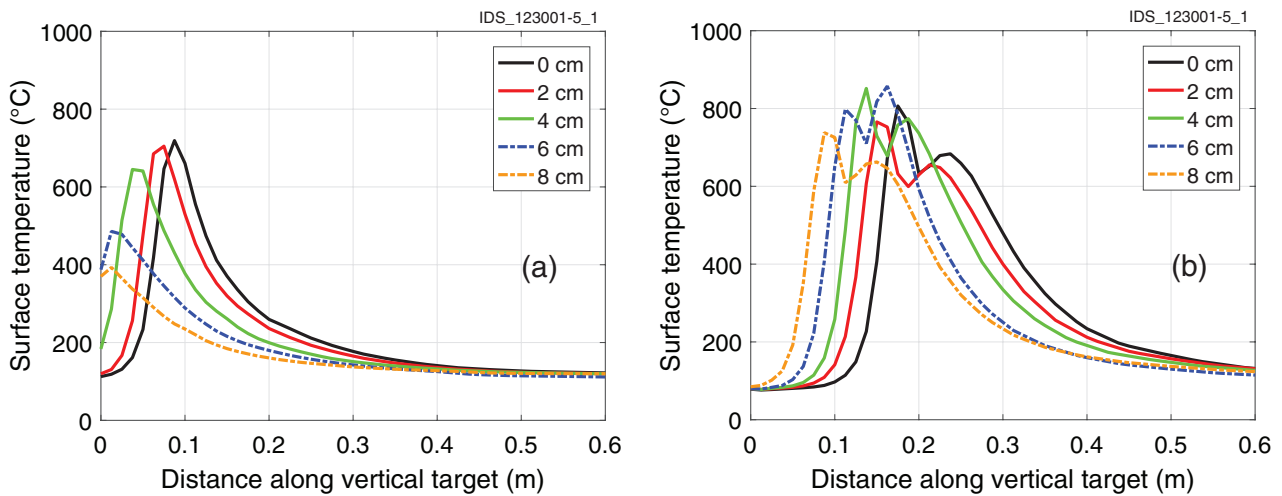 IDS_123001-5_1
1000
800
600
400
200
0
Surface temperature (°C)
0 cm
2 cm
4 cm
6 cm
8 cm
(a)
0 0.1 0.2 0.3 0.4 0.5 0.6
Distance along vertical target (m)
IDS_123001-5_1
1000
800
600
400
200
0
Surface temperature (°C)
0 cm
2 cm
4 cm
6 cm
8 cm
(b)
0 0.1 0.2 0.3 0.4 0.5 0.6
Distance along vertical target (m)